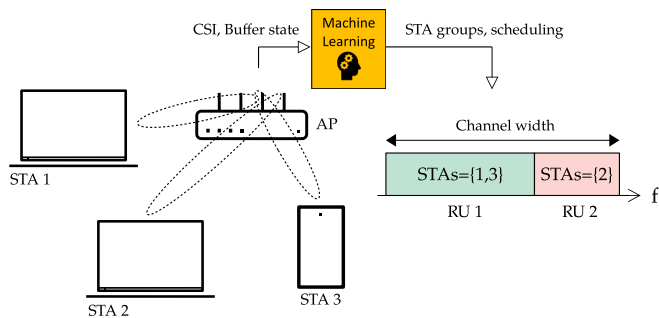 CSI, Buffer state
Machine
Learning
STA groups, scheduling
AP
Channel width
STA 1
STAs={1,3}
STAs={2}
f
RU 1
RU 2
STA 2
STA 3